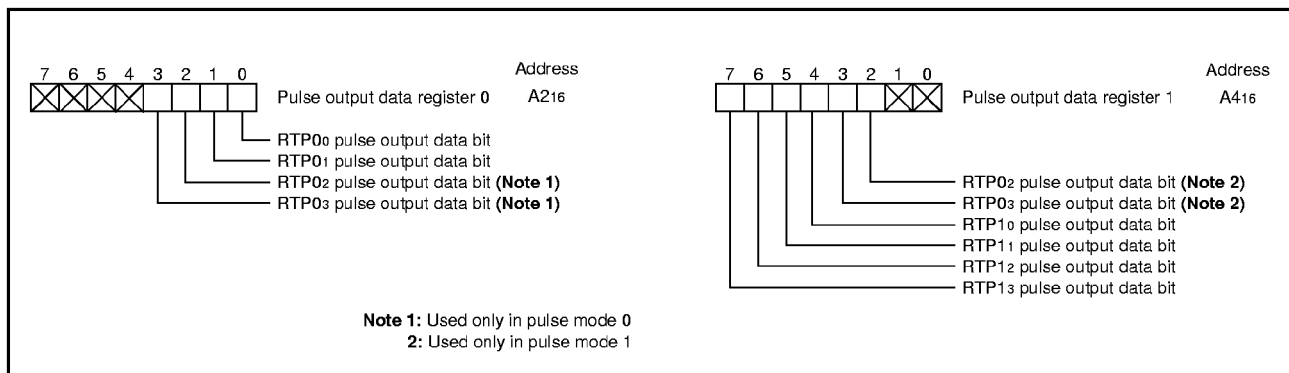 7 6 5 4 3 2 1 0
Address
Pulse output data register 0
A216
RTP00 pulse output data bit
RTP01 pulse output data bit
RTP02 pulse output data bit (Note 1)
RTP03 pulse output data bit (Note 1)
7 6 5 4 3 2 1 0
Address
Pulse output data register 1
A416
RTP02 pulse output data bit (Note 2)
RTP03 pulse output data bit (Note 2)
RTP10 pulse output data bit
RTP11 pulse output data bit
RTP12 pulse output data bit
RTP13 pulse output data bit
Note 1: Used only in pulse mode 0
2: Used only in pulse mode 1